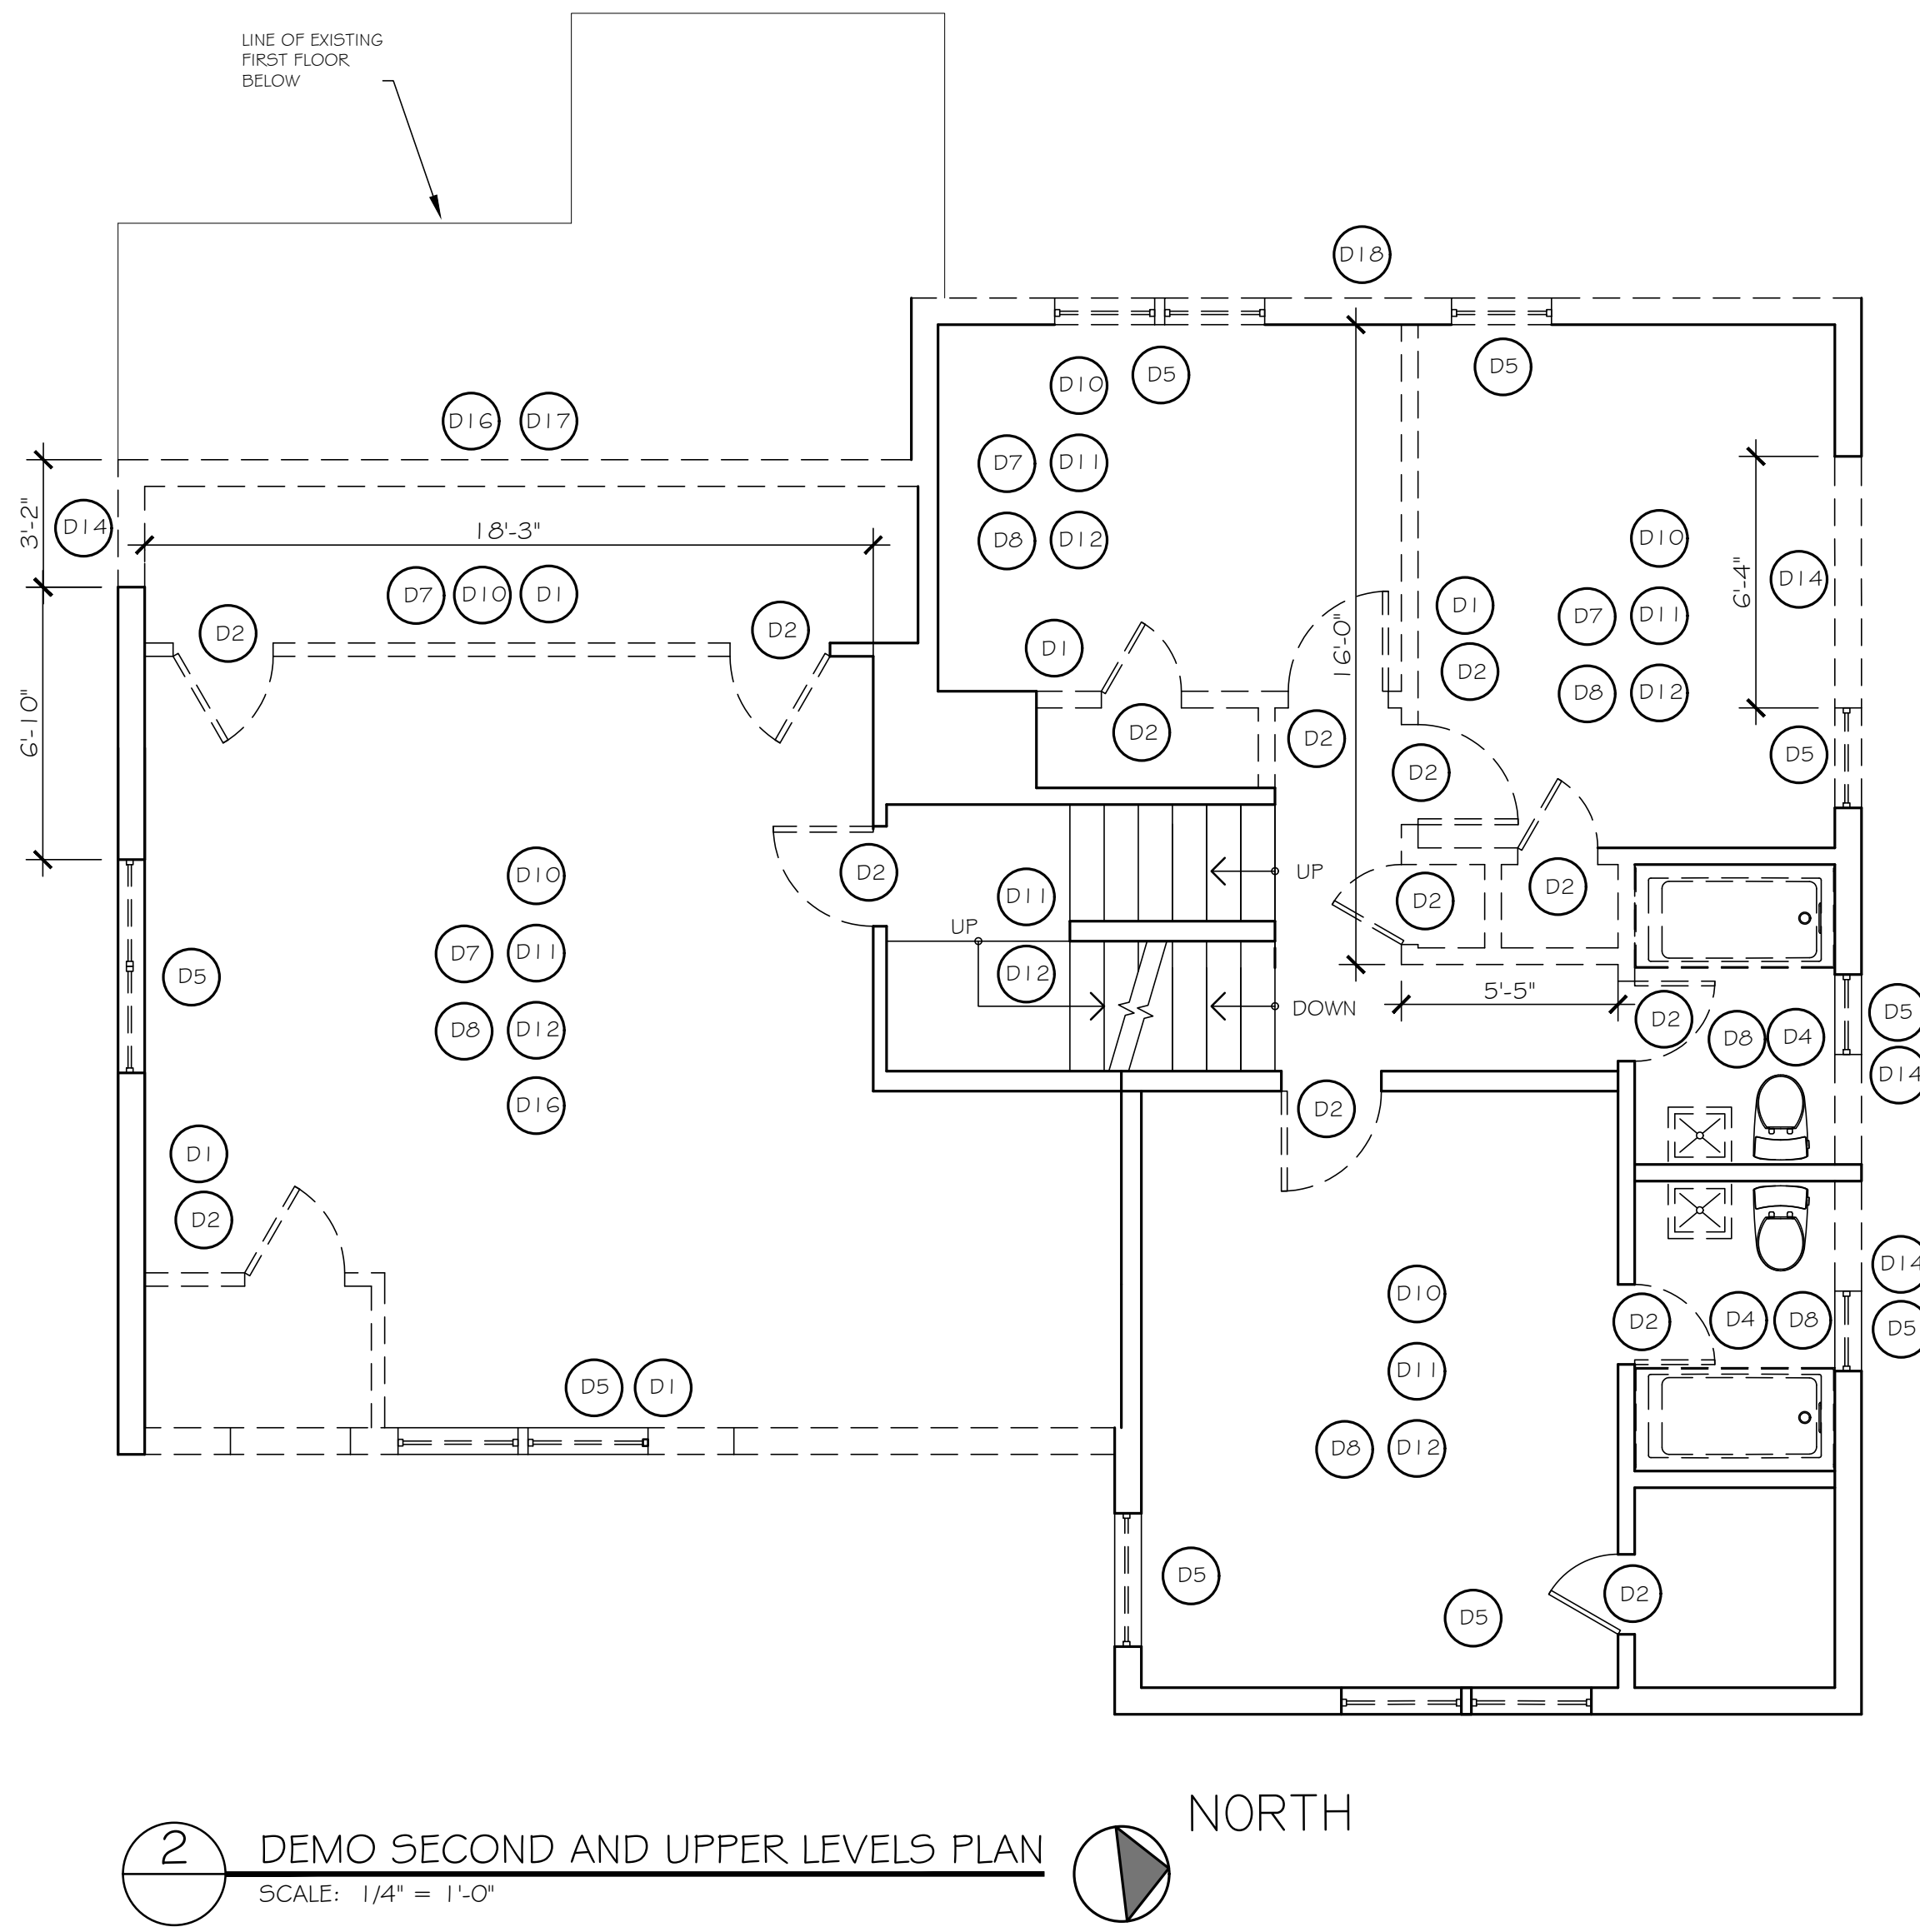 LINE OF EXISTING
FIRST FLOOR
BELOW
D18
D10
D5
D5
D16
D17
D7
D11
3'-2"
D14
18'-3"
D8
D12
D10
D14
6'-4"
D7
D10
D1
D2
D2
D1
D1
D7
D11
16'-0"
D2
D8
D12
6'-10"
D2
D2
D2
D5
D10
D2
D11
UP
D2
D2
UP
D7
D11
D5
D12
5'-5"
DOWN
D2
D8
D4
D5
D14
D8
D12
D16
D2
D1
D2
D10
D14
D2
D4
D8
D5
D5
D1
D11
D8
D12
D5
D5
D2
NORTH
2
DEMO SECOND AND UPPER LEVELS PLAN
SCALE: 1/4" = 1'-0"